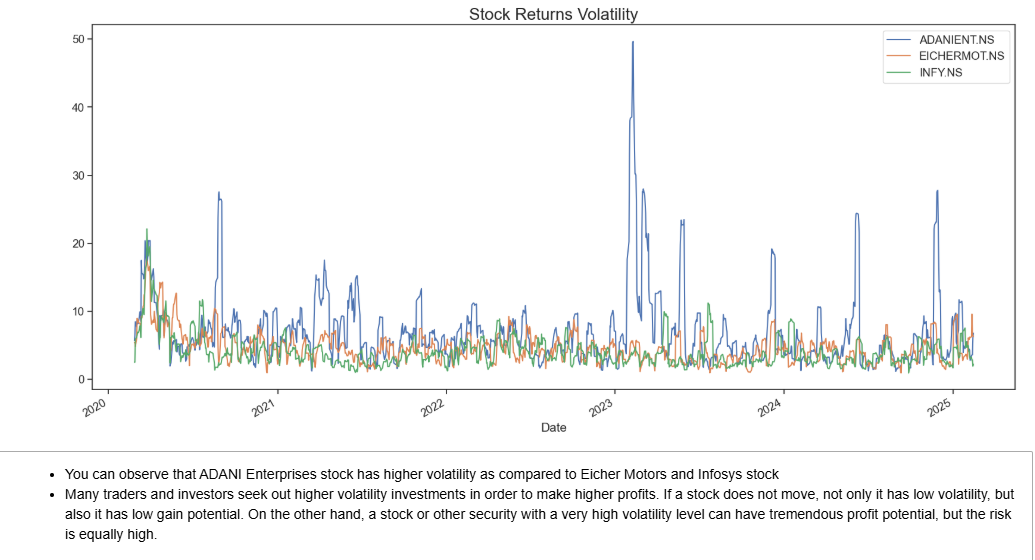 Stock Returns Volatility
ADANIENT.NS
EICHERMOT.NS
INFY.NS
50
40
30
20
10
0
2020
2021
2022
2023
2024
2025
Date
• You can observe that ADANI Enterprises stock has higher volatility as compared to Eicher Motors and Infosys stock
• Many traders and investors seek out higher volatility investments in order to make higher profits. If a stock does not move, not only it has low volatility, but
also it has low gain potential. On the other hand, a stock or other security with a very high volatility level can have tremendous profit potential, but the risk
is equally high.